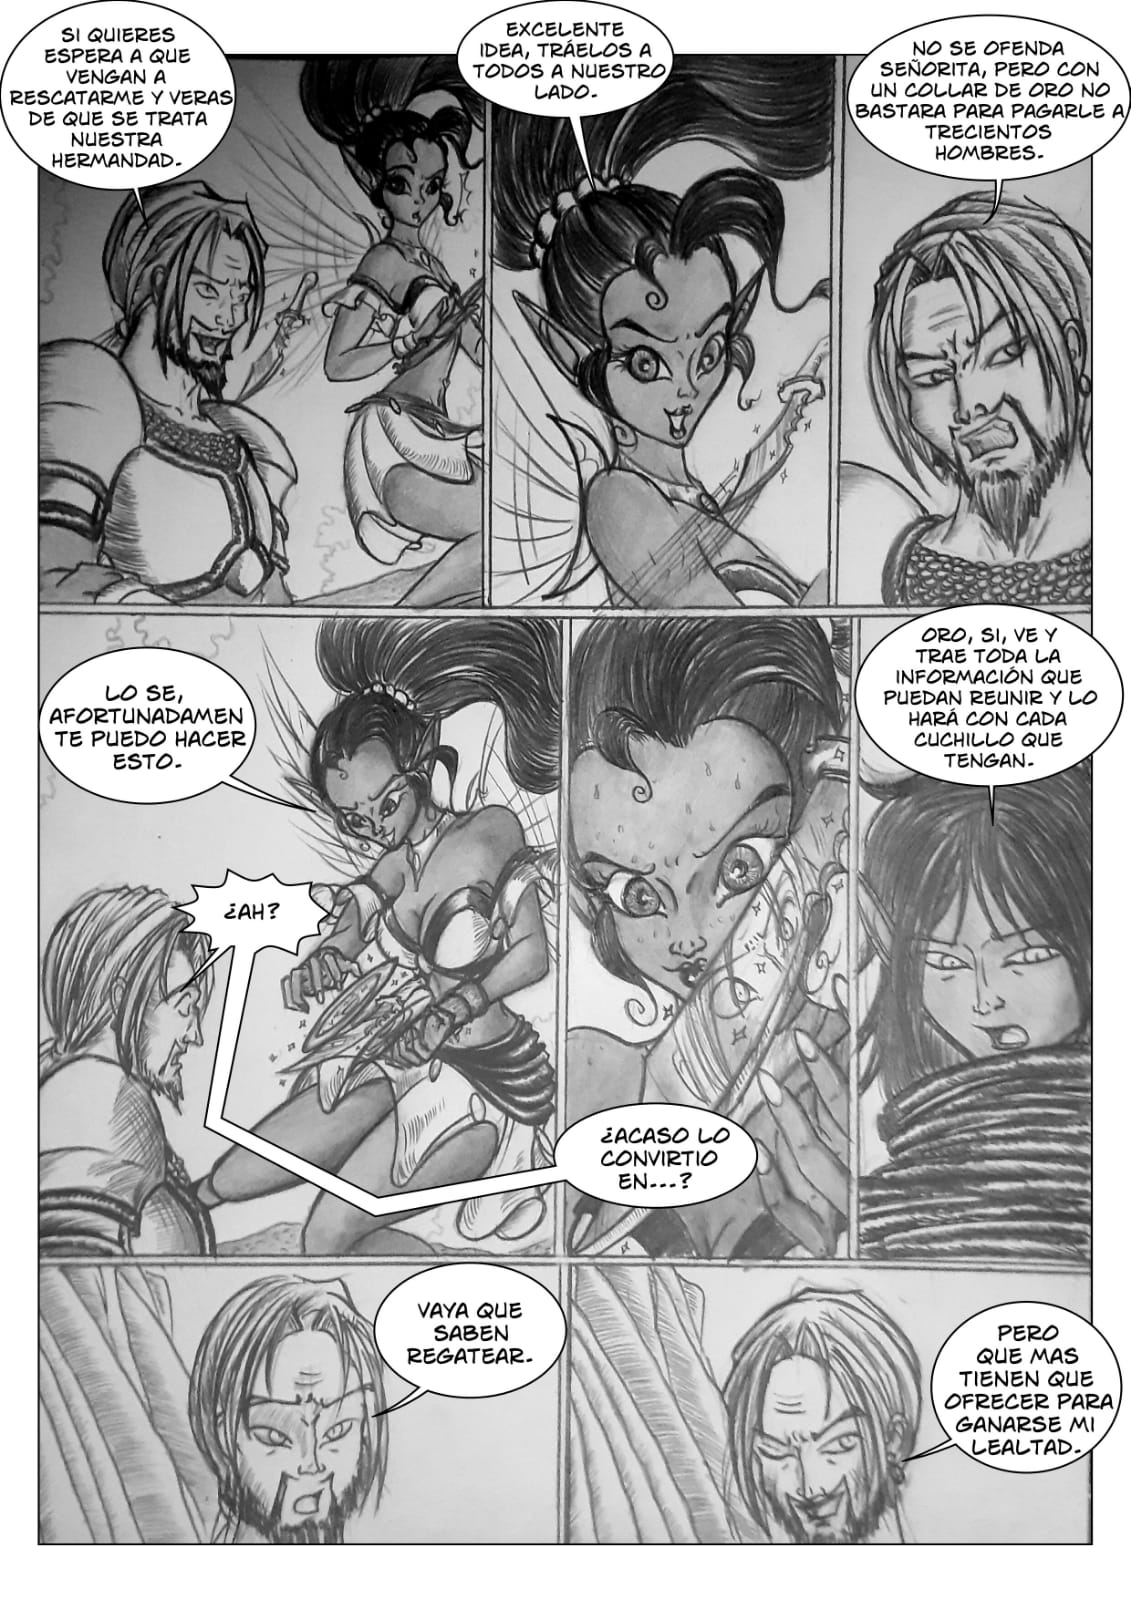 SI QUIERES
ESPERA A QUE
VENGAN A
RESCATARME Y VERAS
DE QUE SE TRATA
NUESTRA
HERMANDAD.
EXCELENTE
IDEA, TRÁELOS A
TODOS A NUESTRO
LADO.
NO SE OFENDA
SEÑORITA, PERO CON
UN COLLAR DE ORO NO
BASTARA PARA PAGARLE A
TRECIENTOS
HOMBRES.
LO SE,
AFORTUNADAMEN
TE PUEDO HACER
ESTO.
¿AH?
¿ACASO LO
CONVIRTIO
EN...?
ORO, SI, VE Y
TRAE TODA LA
INFORMACIÓN QUE
PUEDAN REUNIR Y LO
HARÁ CON CADA
CUCHILLO QUE
TENGAN.
VAYA QUE
SABEN
REGATEAR.
PERO
QUE MAS
TIENEN QUE
OFRECER PARA
GANARSE MI
LEALTAD.